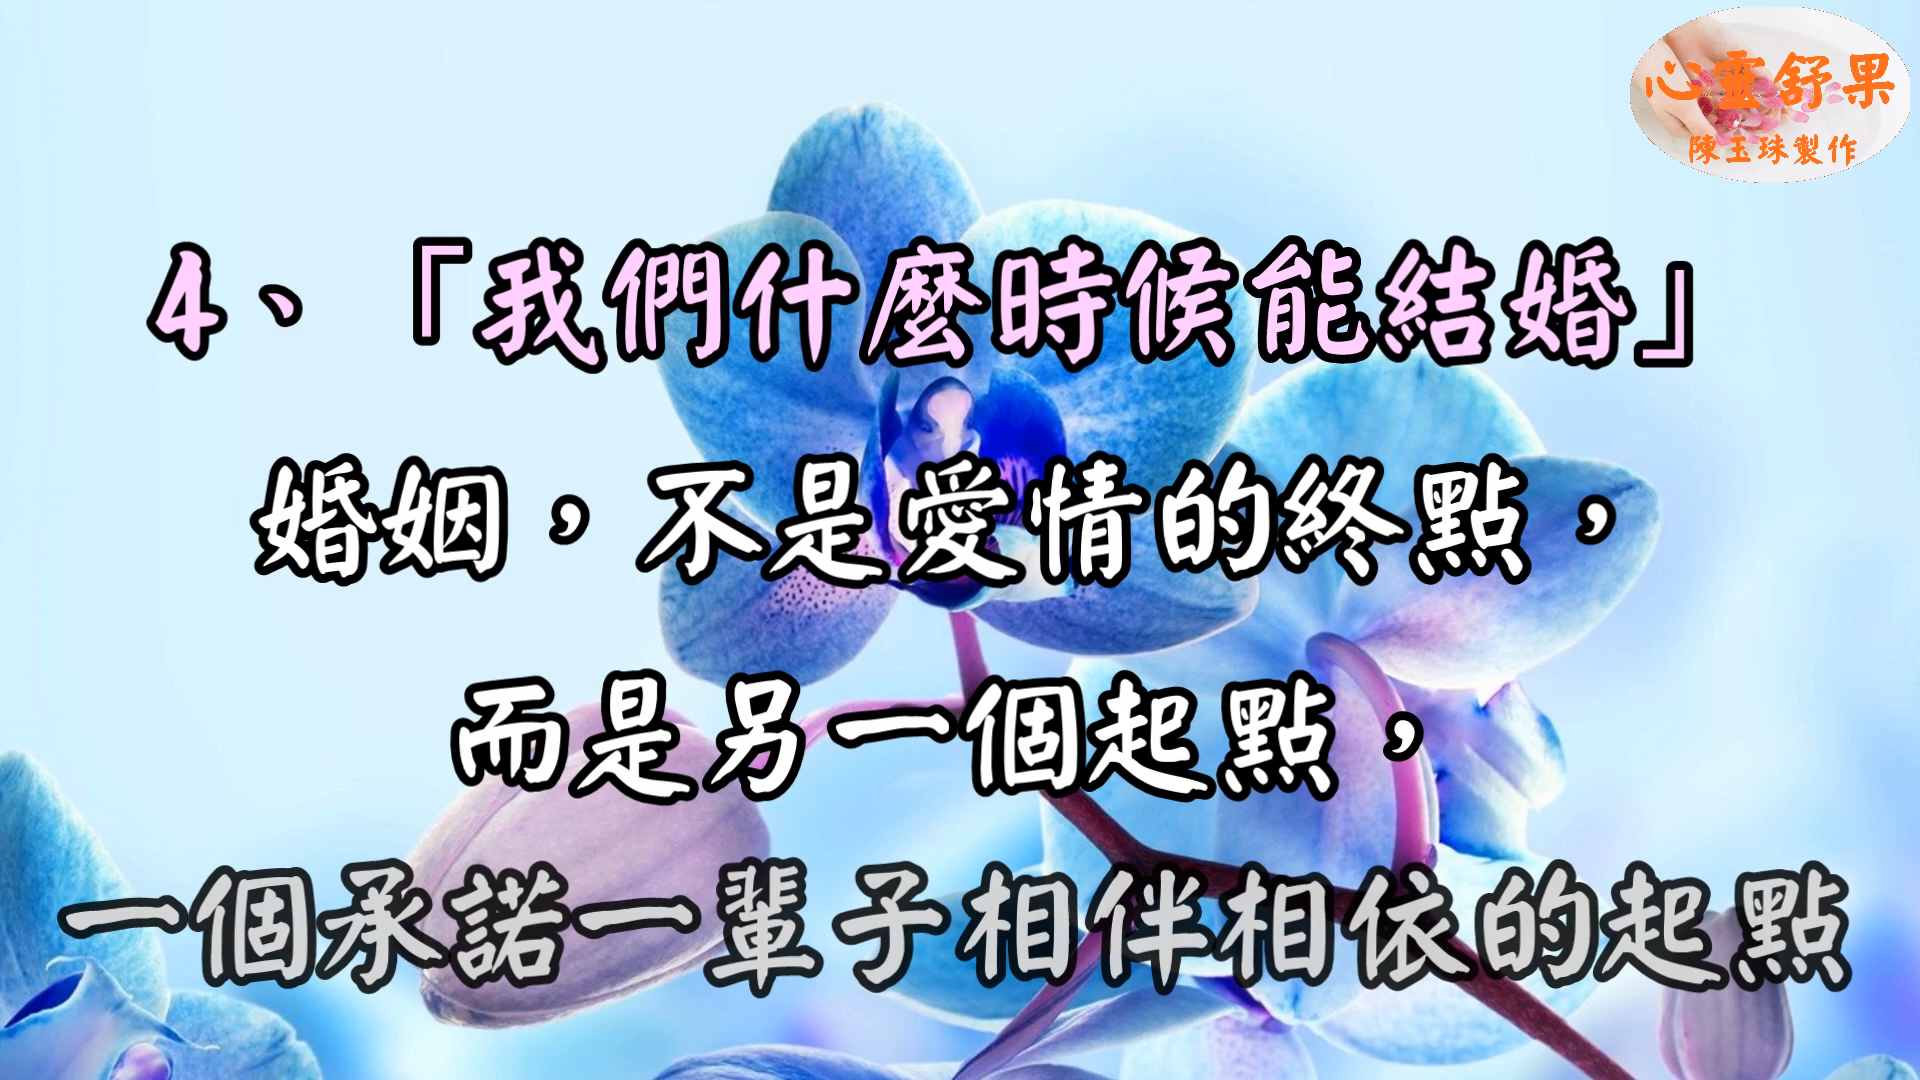 心靈舒果
陳玉珠製作
4、「我們什麼時候能結婚」
婚姻，不是愛情的終點，
而是另一個起點，
一個承諾一輩子相伴相依的起點